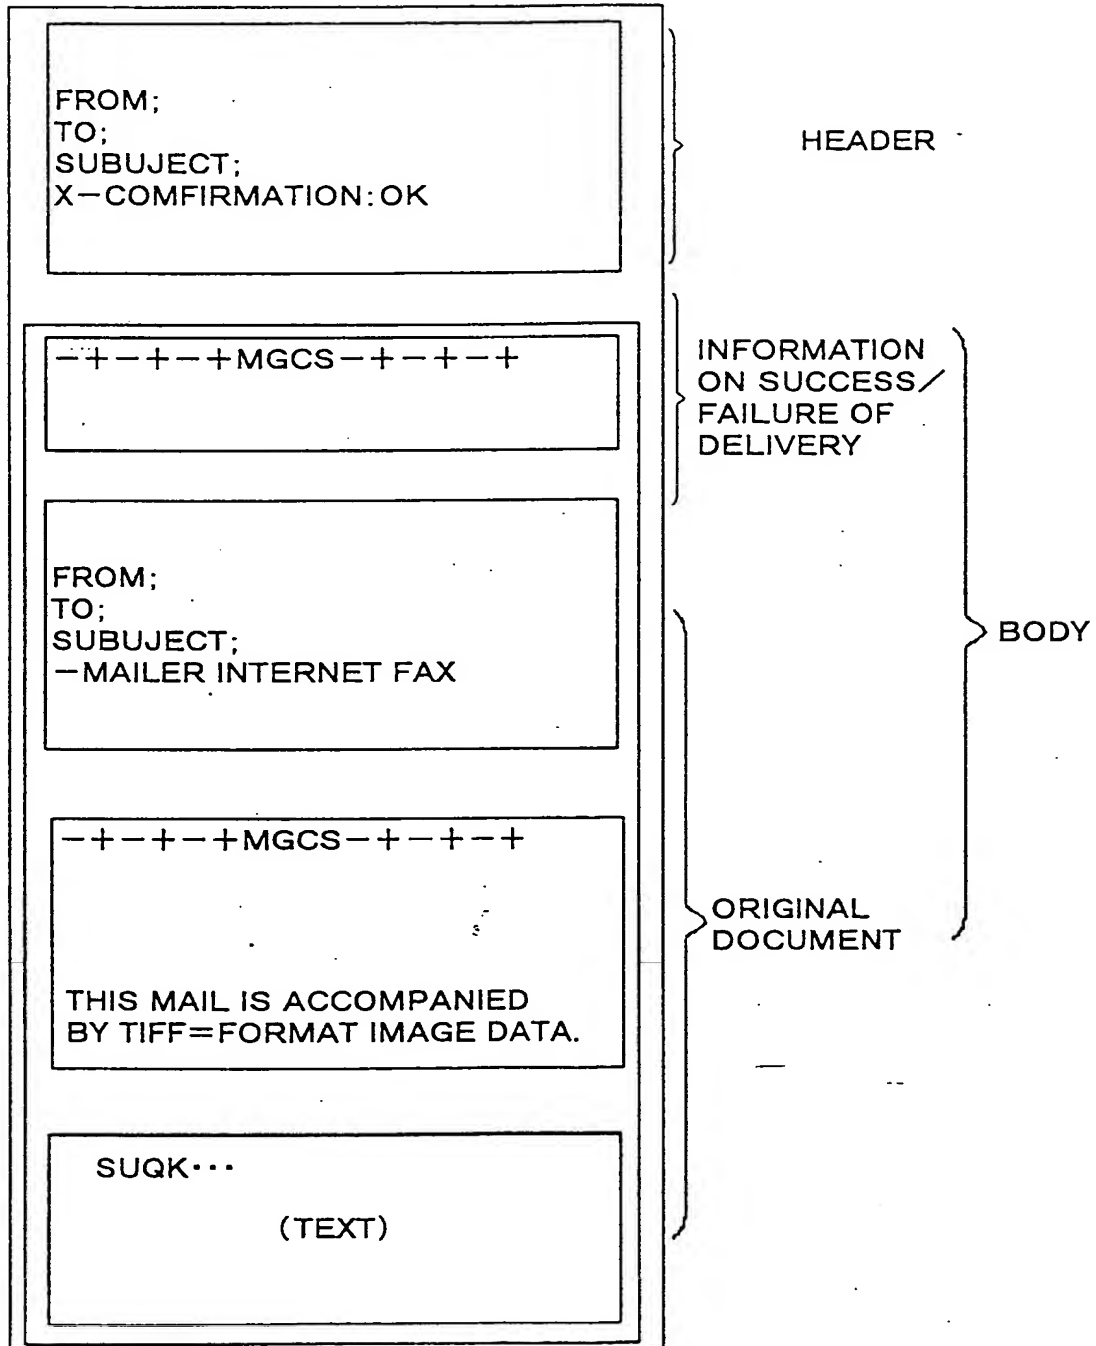 FROM;
TO;
SUBUJECT;
X-COMFIRMATION:OK
HEADER
-+-+-+MGCS-+-+-+
INFORMATION
ON SUCCESS/
FAILURE OF
DELIVERY
FROM;
TO;
SUBUJECT;
-MAILER INTERNET FAX
BODY
-+-+-+MGCS-+-+-+
THIS MAIL IS ACCOMPANIED
BY TIFF=FORMAT IMAGE DATA.
ORIGINAL
DOCUMENT
SUQK···
(TEXT)